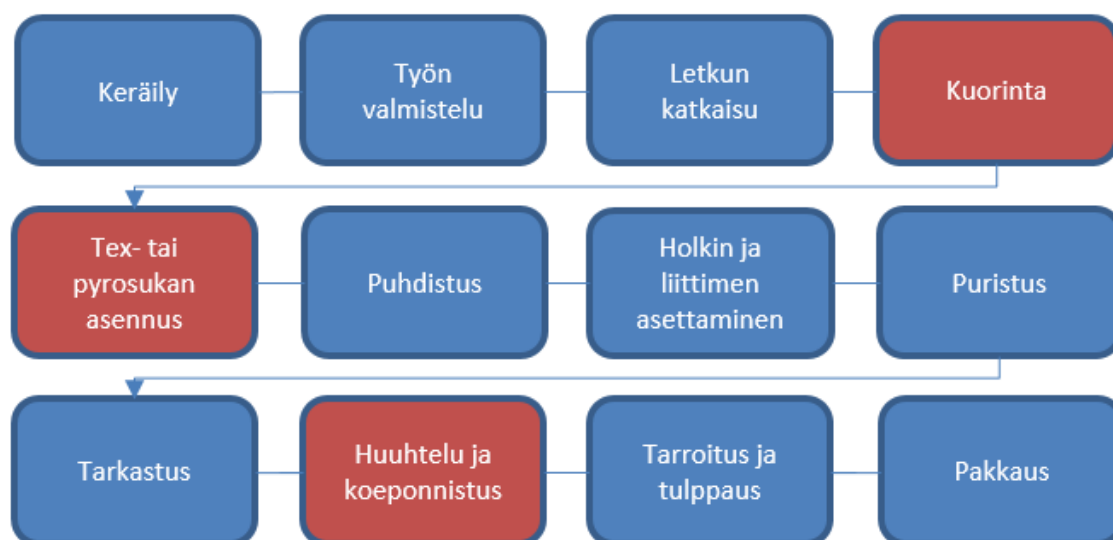 Keräily
Työn
valmistelu
Letkun
katkaisu
Kuorinta
Tex- tai
pyrosukan
asennus
Puhdistus
Holkin ja
liittimen
asettaminen
Puristus
Tarkastus
Huuhtelu ja
koeponnistus
Tarroitus ja
tulppaus
Pakkaus